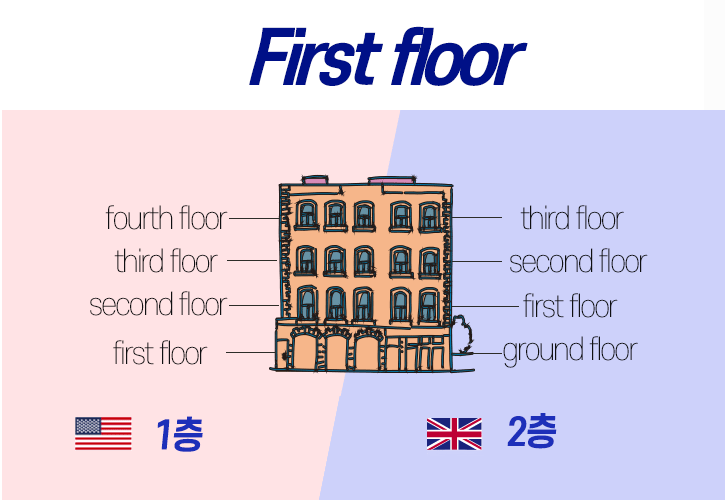 First floor
fourth floor
third floor
second floor
first floor
third floor
second floor
first floor
ground floor
1층
2층